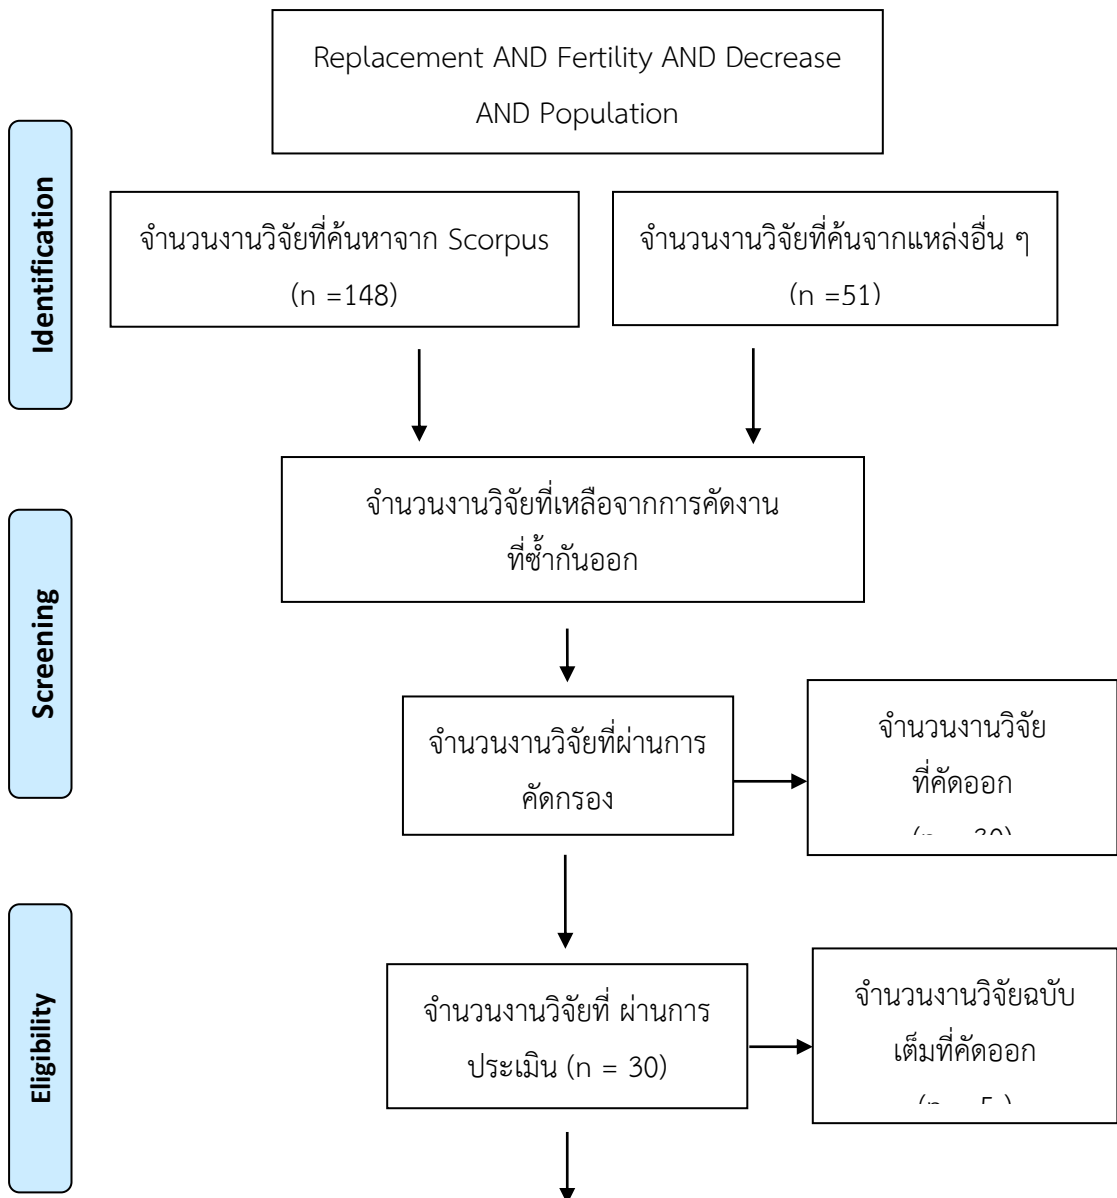 Replacement AND Fertility AND Decrease
AND Population
Identification
จำนวนงานวิจัยที่ค้นหาจาก Scorpus
(n =148)
จำนวนงานวิจัยที่ค้นจากแหล่งอื่น ๆ
(n =51)
จำนวนงานวิจัยที่เหลือจากการคัดงาน
ที่ซ้ำกันออก
Screening
จำนวนงานวิจัยที่ผ่านการ
คัดกรอง
จำนวนงานวิจัย
ที่คัดออก
Eligibility
จำนวนงานวิจัยที่ ผ่านการ
ประเมิน (n = 30)
จำนวนงานวิจัยฉบับ
เต็มที่คัดออก